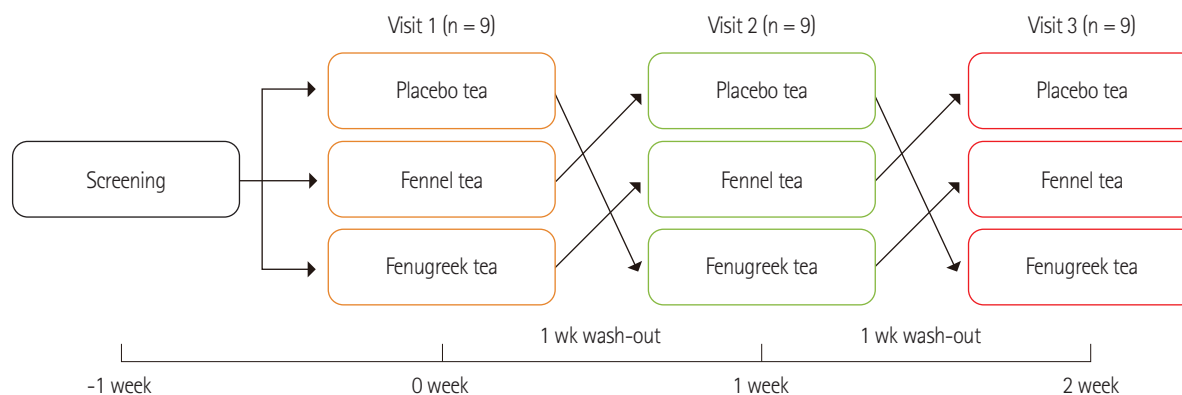 Visit 1 (n = 9)
Visit 2 (n = 9)
Visit 3 (n = 9)
Placebo tea
Placebo tea
Placebo tea
Screening
Fennel tea
Fennel tea
Fennel tea
Fenugreek tea
Fenugreek tea
Fenugreek tea
1 wk wash-out
1 wk wash-out
-1 week
0 week
1 week
2 week